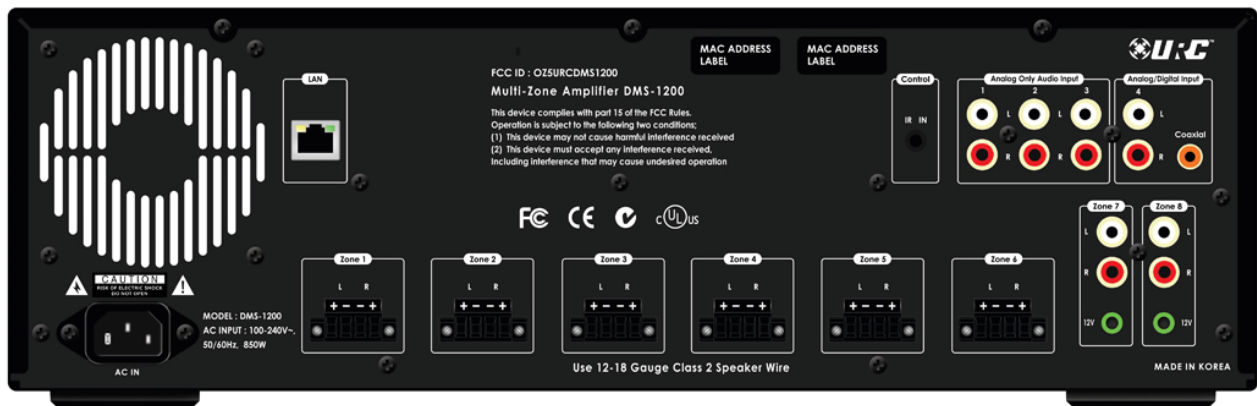 LAN
FCC ID : OZ5URCDMS1200
Multi-Zone Amplifier DMS-1200
This device complies with part 15 of the FCC Rules.
Operation is subject to the following two conditions;
(1) This device may not cause harmful interference received
(2) This device must accept any interference received,
Including interference that may cause undesired operation
MAC ADDRESS
LABEL
MAC ADDRESS
LABEL
URC™
Control
IR IN
Analog Only Audio Input
1 2 3
L L
R R
Analog/Digital Input
4
L
R
Coaxial
FC CE c UL us
Zone 7
L
R
12V
Zone 8
L
R
12V
Zone 1
L R
+ - - +
Zone 2
L R
+ - - +
Zone 3
L R
+ - - +
Zone 4
L R
+ - - +
Zone 5
L R
+ - - +
Zone 6
L R
+ - - +
CAUTION
RISK OF ELECTRIC SHOCK
DO NOT OPEN
MODEL : DMS-1200
AC INPUT : 100-240V~,
50/60Hz, 850W
AC IN
Use 12-18 Gauge Class 2 Speaker Wire
MADE IN KOREA